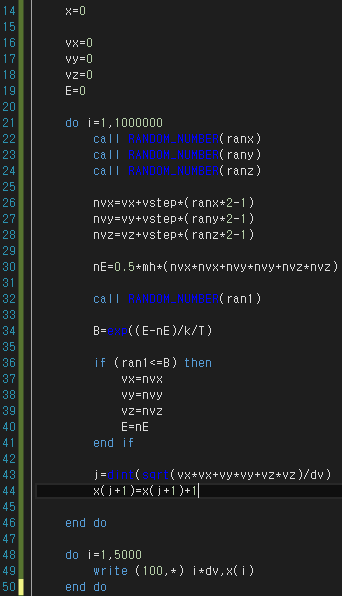 14 x=0
15
16 vx=0
17 vy=0
18 vz=0
19 E=0
20
21 do i=1,1000000
22 call RANDOM_NUMBER(ranx)
23 call RANDOM_NUMBER(rany)
24 call RANDOM_NUMBER(ranz)
25
26 nvx=vx+vstep*(ranx*2-1)
27 nvy=vy+vstep*(rany*2-1)
28 nvz=vz+vstep*(ranz*2-1)
29
30 nE=0.5*mh*(nvx*nvx+nvy*nvy+nvz*nvz)
31
32 call RANDOM_NUMBER(ran1)
33
34 B=exp((E-nE)/k/T)
35
36 if (ran1<=B) then
37 vx=nvx
38 vy=nvy
39 vz=nvz
40 E=nE
41 end if
42
43 j=dint(sqrt(vx*vx+vy*vy+vz*vz)/dv)
44 x(j+1)=x(j+1)+1
45
46 end do
47
48 do i=1,5000
49 write (100,*) i*dv,x(i)
50 end do